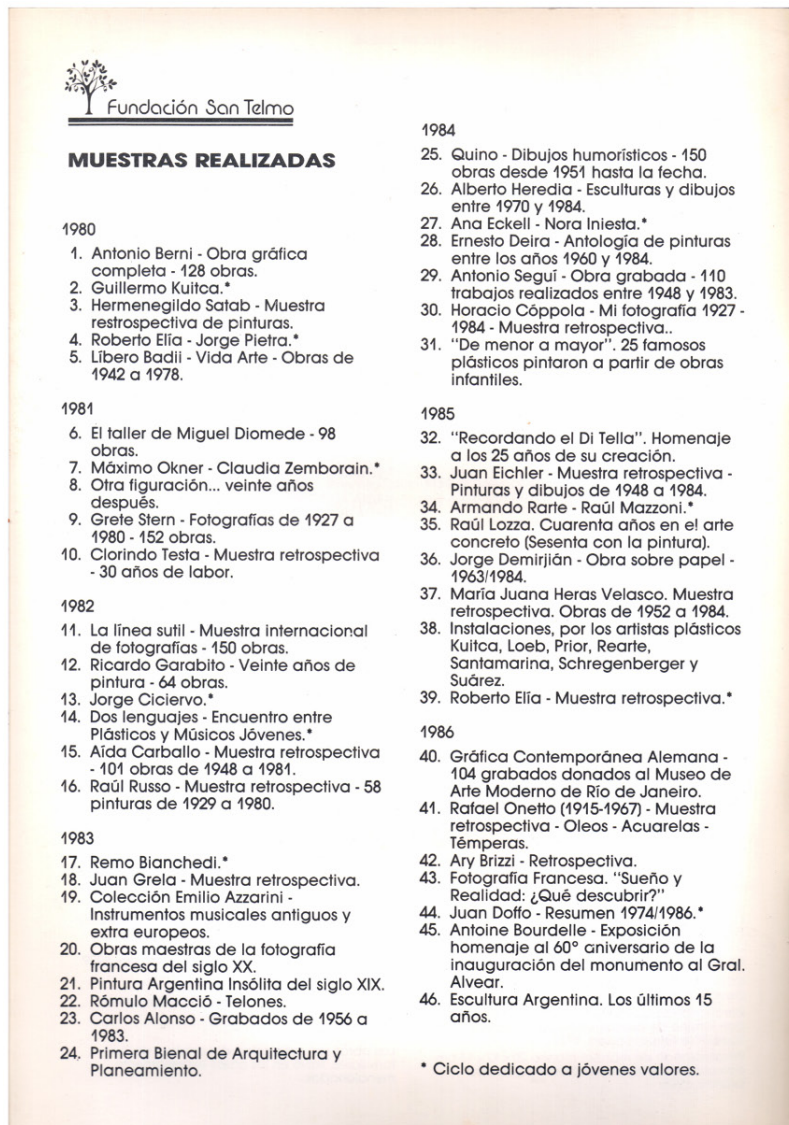 Fundación San Telmo
MUESTRAS REALIZADAS
1980
1. Antonio Berni - Obra gráfica
completa - 128 obras.
2. Guillermo Kuitca.*
3. Hermenegildo Satab - Muestra
restrospectiva de pinturas.
4. Roberto Elía - Jorge Pietra.*
5. Líbero Badii - Vida Arte - Obras de
1942 a 1978.
1981
6. El taller de Miguel Diomede - 98
obras.
7. Máximo Okner - Claudia Zemborain.*
8. Otra figuración... veinte años
después.
9. Grete Stern - Fotografías de 1927 a
1980 - 152 obras.
10. Clorindo Testa - Muestra retrospectiva
- 30 años de labor.
1982
11. La línea sutil - Muestra internacional
de fotografías - 150 obras.
12. Ricardo Garabito - Veinte años de
pintura - 64 obras.
13. Jorge Ciciervo.*
14. Dos lenguajes - Encuentro entre
Plásticos y Músicos Jóvenes.*
15. Aída Carballo - Muestra retrospectiva
- 101 obras de 1948 a 1981.
16. Raúl Russo - Muestra retrospectiva - 58
pinturas de 1929 a 1980.
1983
17. Remo Bianchedi.*
18. Juan Grela - Muestra retrospectiva.
19. Colección Emilio Azzarini -
Instrumentos musicales antiguos y
extra europeos.
20. Obras maestras de la fotografía
francesa del siglo XX.
21. Pintura Argentina Insólita del siglo XIX.
22. Rómulo Macció - Telones.
23. Carlos Alonso - Grabados de 1956 a
1983.
24. Primera Bienal de Arquitectura y
Planeamiento.
1984
25. Quino - Dibujos humorísticos - 150
obras desde 1951 hasta la fecha.
26. Alberto Heredia - Esculturas y dibujos
entre 1970 y 1984.
27. Ana Eckell - Nora Iniesta.*
28. Ernesto Deira - Antología de pinturas
entre los años 1960 y 1984.
29. Antonio Seguí - Obra grabada - 110
trabajos realizados entre 1948 y 1983.
30. Horacio Cóppola - Mi fotografía 1927 -
1984 - Muestra retrospectiva..
31. "De menor a mayor". 25 famosos
plásticos pintaron a partir de obras
infantiles.
1985
32. "Recordando el Di Tella". Homenaje
a los 25 años de su creación.
33. Juan Eichler - Muestra retrospectiva -
Pinturas y dibujos de 1948 a 1984.
34. Armando Rarte - Raúl Mazzoni.*
35. Raúl Lozza. Cuarenta años en el arte
concreto (Sesenta con la pintura).
36. Jorge Demirjián - Obra sobre papel -
1963/1984.
37. María Juana Heras Velasco. Muestra
retrospectiva. Obras de 1952 a 1984.
38. Instalaciones, por los artistas plásticos
Kuitca, Loeb, Prior, Rearte,
Santamarina, Schregenberger y
Suárez.
39. Roberto Elía - Muestra retrospectiva.*
1986
40. Gráfica Contemporánea Alemana -
104 grabados donados al Museo de
Arte Moderno de Río de Janeiro.
41. Rafael Onetto (1915-1967) - Muestra
retrospectiva - Oleos - Acuarelas -
Témperas.
42. Ary Brizzi - Retrospectiva.
43. Fotografía Francesa. "Sueño y
Realidad: ¿Qué descubrir?"
44. Juan Doffo - Resumen 1974/1986.*
45. Antoine Bourdelle - Exposición
homenaje al 60° aniversario de la
inauguración del monumento al Gral.
Alvear.
46. Escultura Argentina. Los últimos 15
años.
* Ciclo dedicado a jóvenes valores.